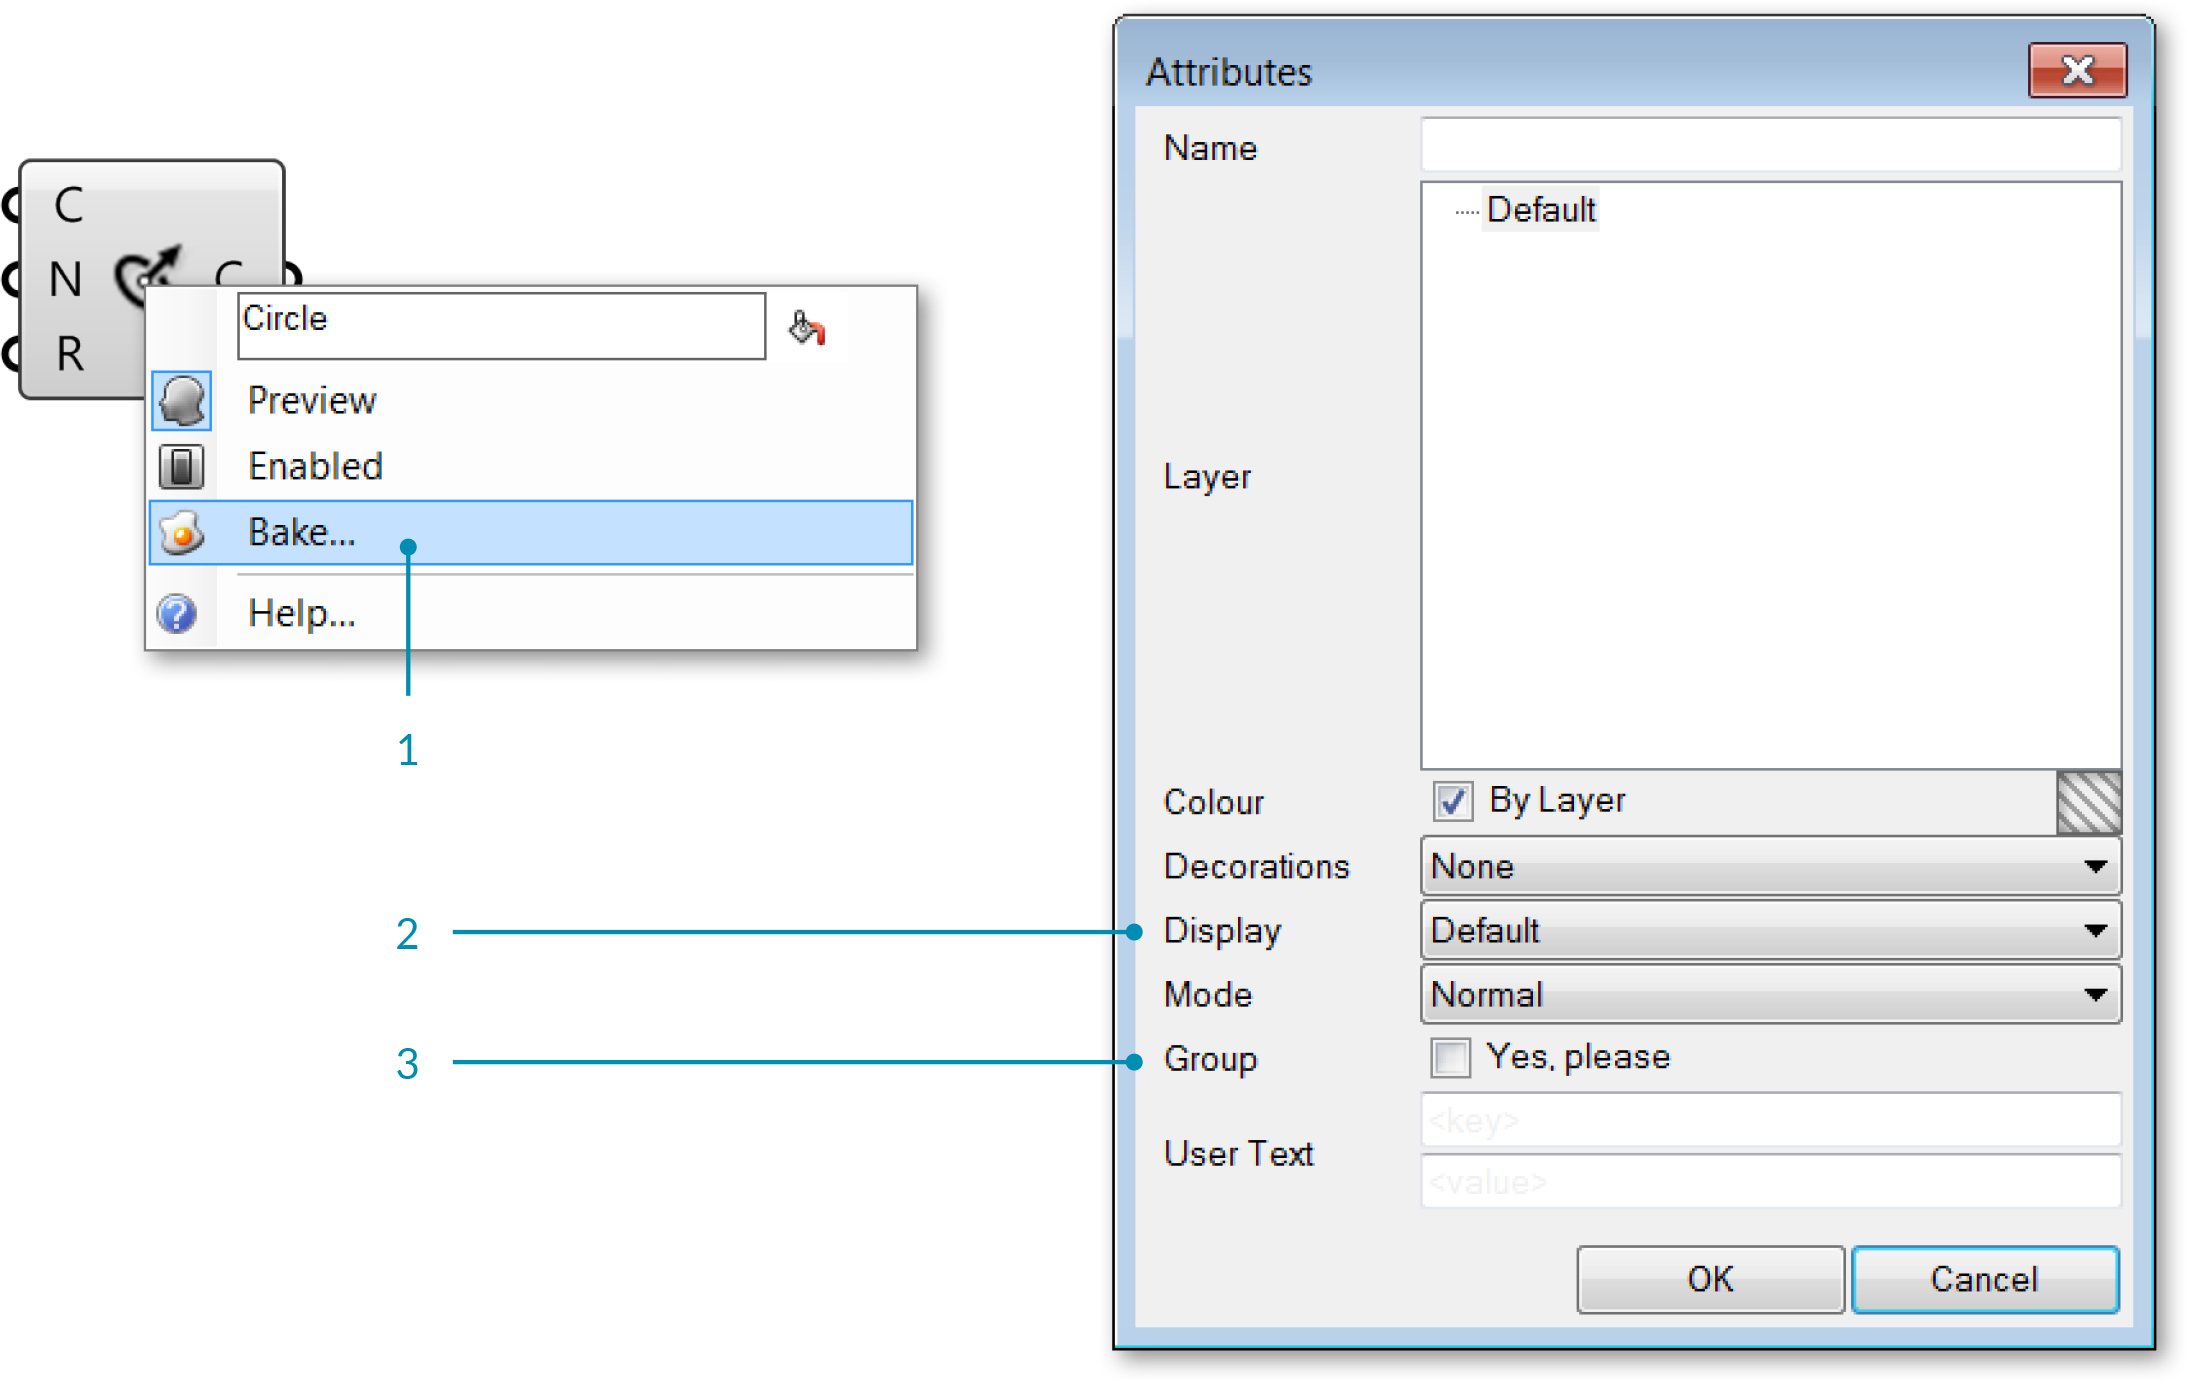 C
N
C
R
Circle
Preview
Enabled
Bake...
Help...
1
2
3
Attributes
Name
Default
Layer
Colour
By Layer
Decorations
None
Display
Default
Mode
Normal
Group
Yes, please
User Text
<key>
<value>
OK
Cancel